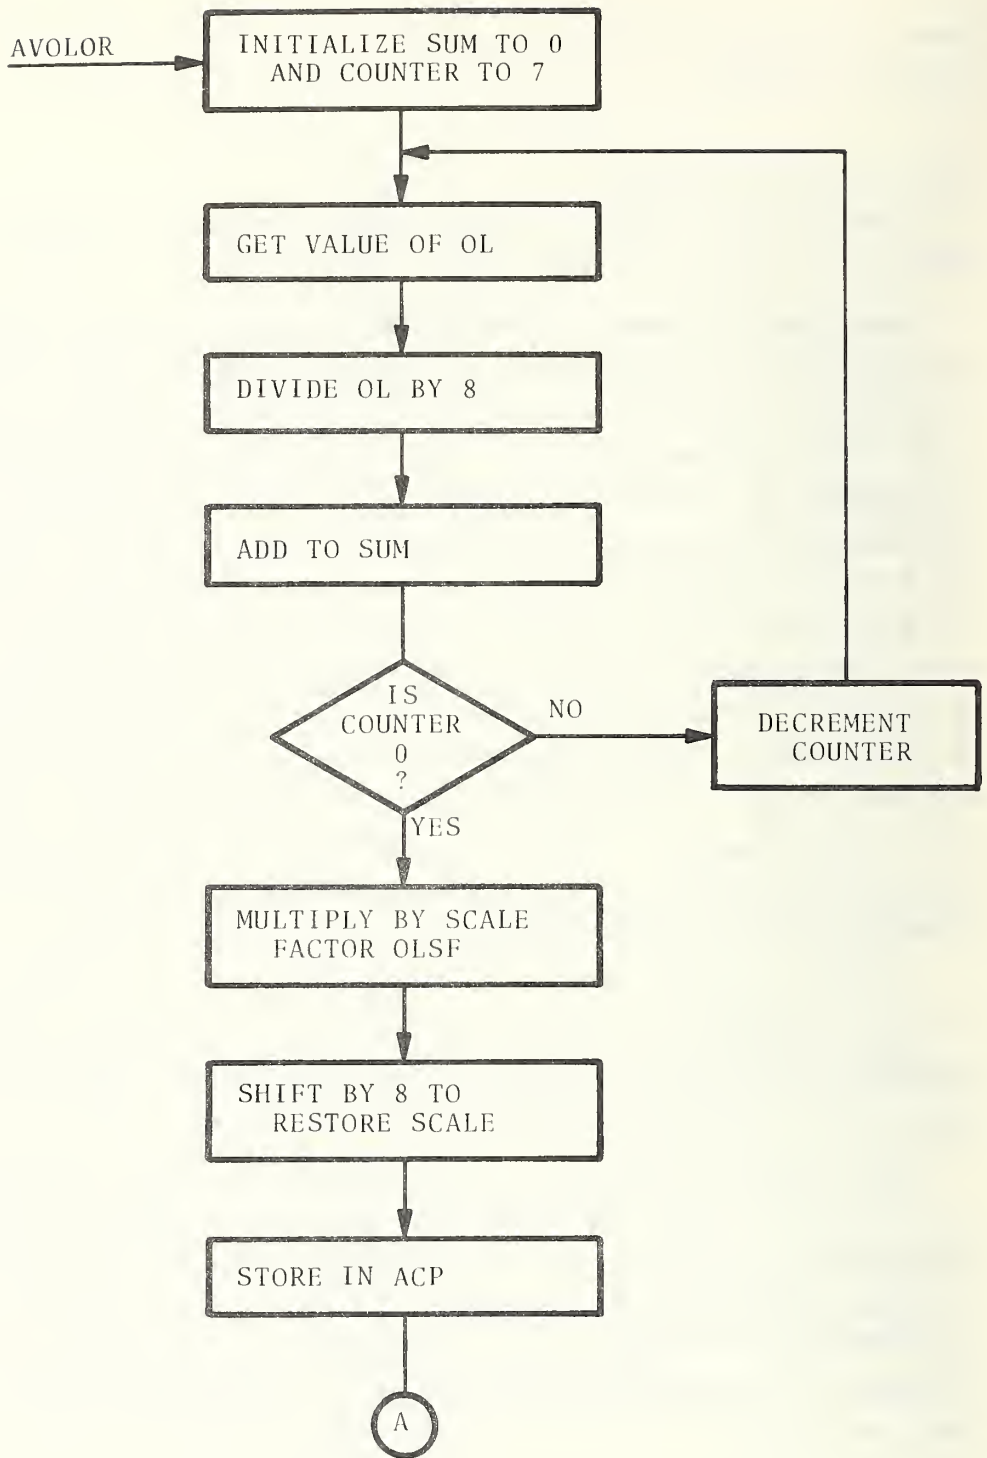 AVOLOR
INITIALIZE SUM TO 0
AND COUNTER TO 7
GET VALUE OF OL
DIVIDE OL BY 8
ADD TO SUM
IS
COUNTER
0
?
NO
DECREMENT
COUNTER
YES
MULTIPLY BY SCALE
FACTOR OLSF
SHIFT BY 8 TO
RESTORE SCALE
STORE IN ACP
A